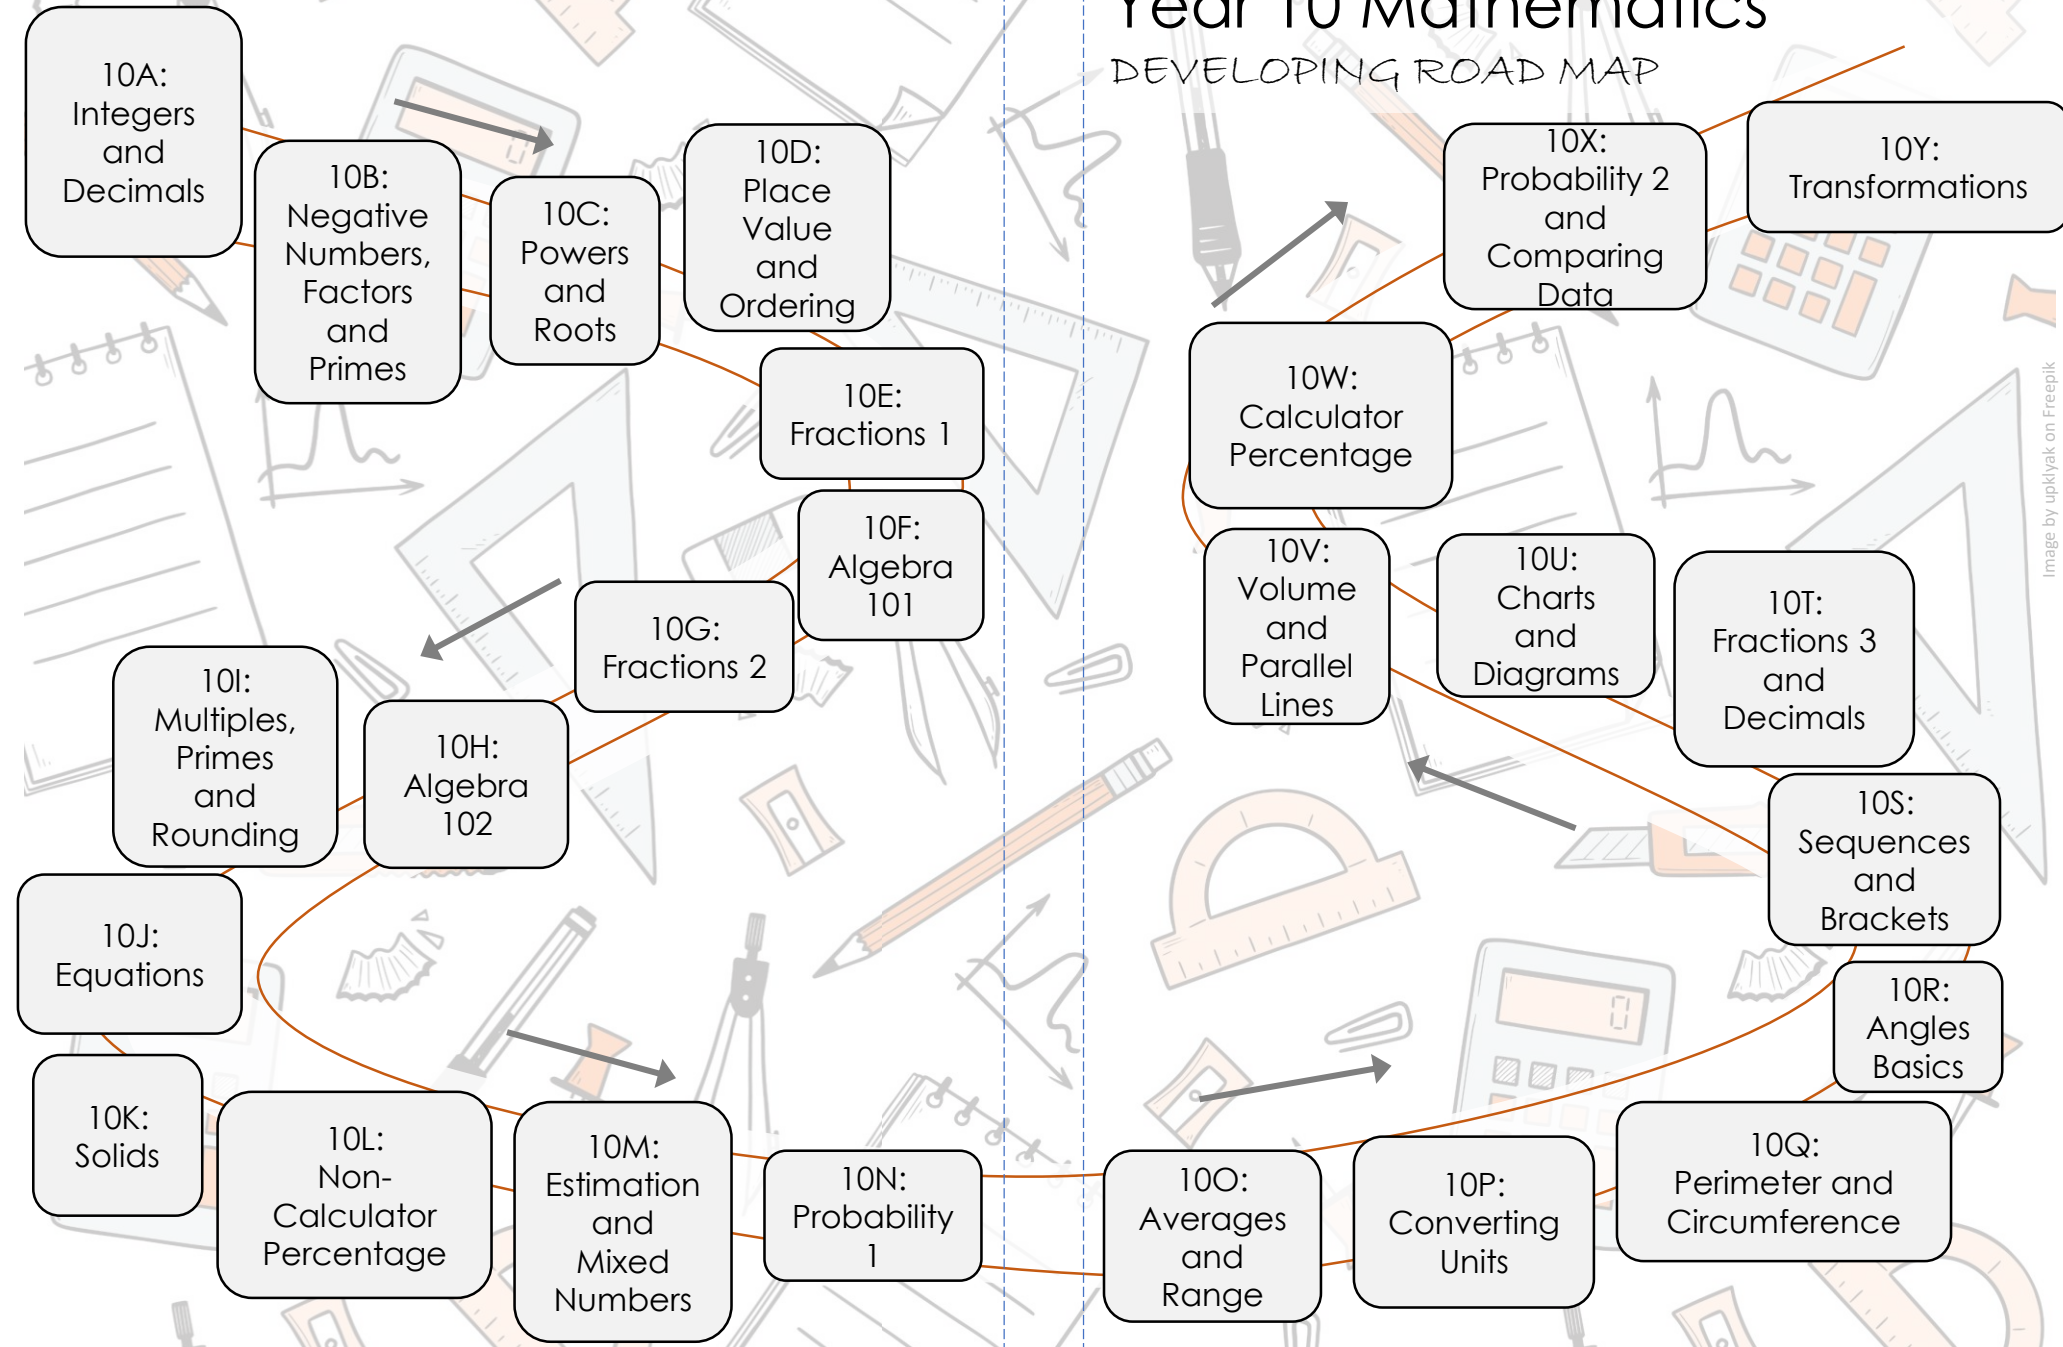 Year 10 Mathematics
DEVELOPING ROAD MAP
10A:
Integers
and
Decimals
10B:
Negative
Numbers,
Factors
and
Primes
10C:
Powers
and
Roots
10D:
Place
Value
and
Ordering
10E:
Fractions 1
10F:
Algebra
101
10G:
Fractions 2
10H:
Algebra
102
10I:
Multiples,
Primes
and
Rounding
10J:
Equations
10K:
Solids
10L:
Non-
Calculator
Percentage
10M:
Estimation
and
Mixed
Numbers
10N:
Probability
1
10O:
Averages
and
Range
10P:
Converting
Units
10Q:
Perimeter and
Circumference
10R:
Angles
Basics
10S:
Sequences
and
Brackets
10T:
Fractions 3
and
Decimals
10U:
Charts
and
Diagrams
10V:
Volume
and
Parallel
Lines
10W:
Calculator
Percentage
10X:
Probability 2
and
Comparing
Data
10Y:
Transformations
Image by upklyak on Freepik
0
0